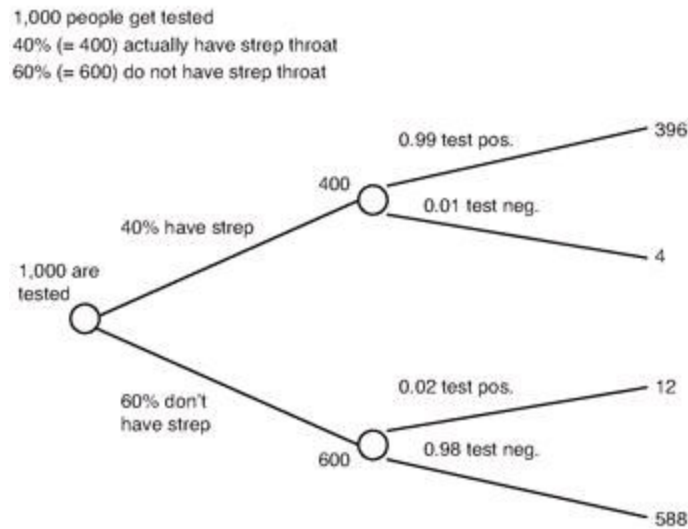 1,000 people get tested
40% (= 400) actually have strep throat
60% (= 600) do not have strep throat
396
0.99 test pos.
400
0.01 test neg.
40% have strep
4
1,000 are
tested
0.02 test pos.
12
60% don't
have strep
0.98 test neg.
600
588